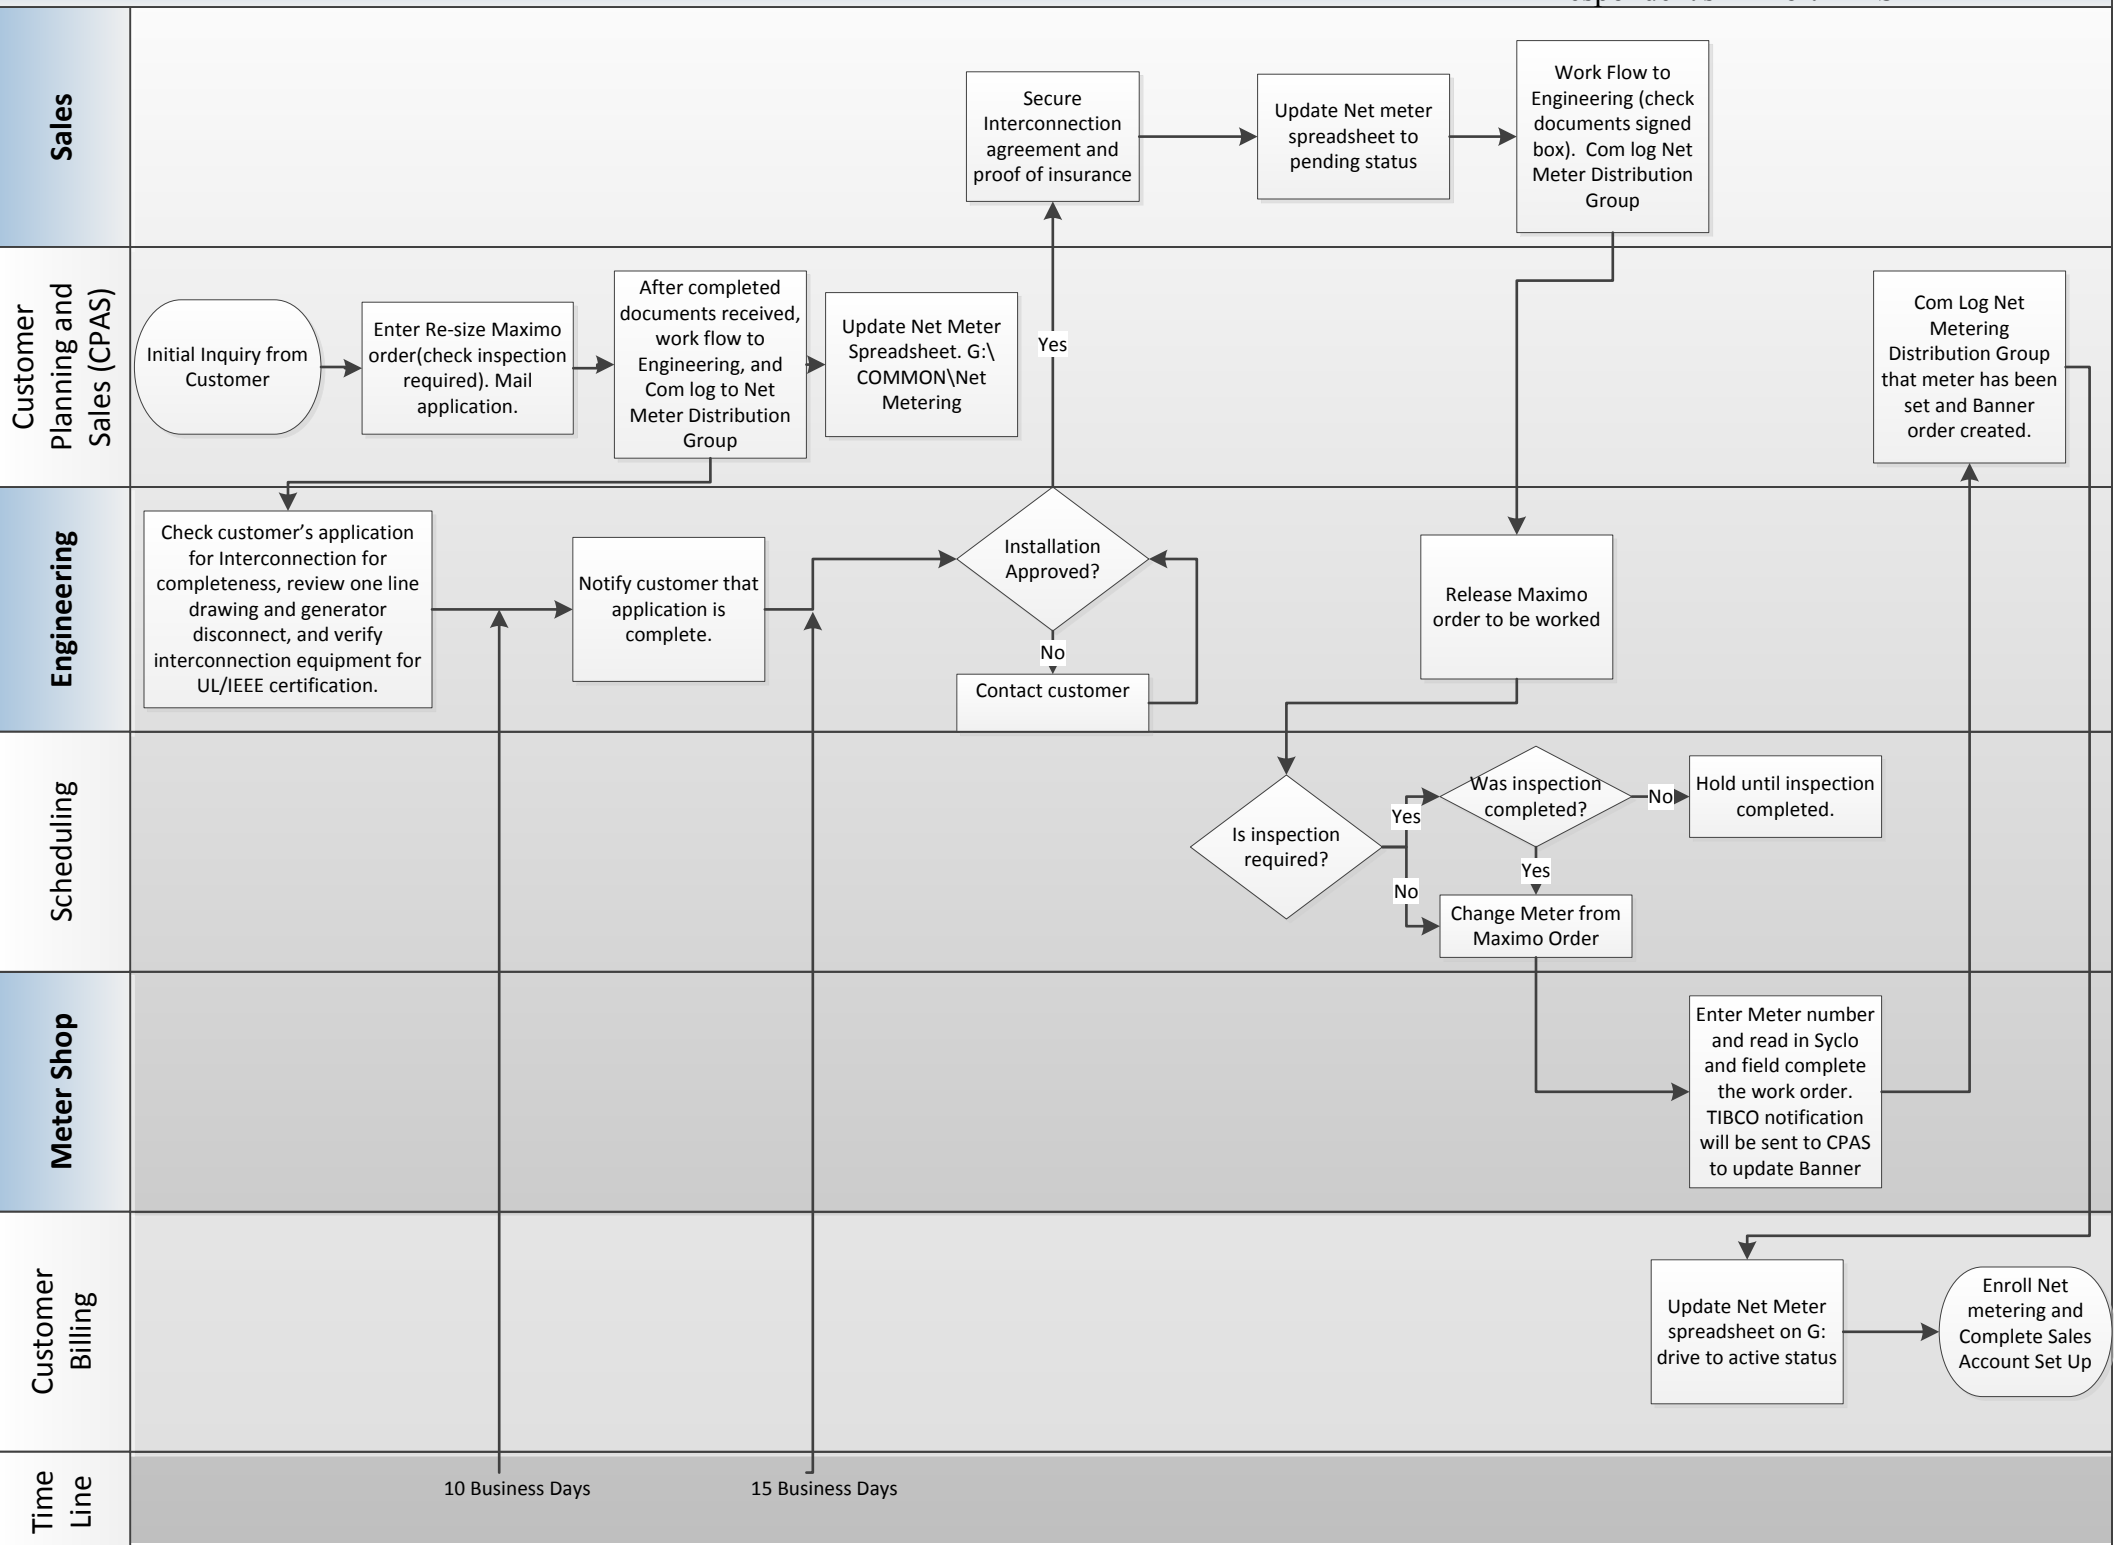 Sales
Secure
Interconnection
agreement and
proof of insurance
Update Net meter
spreadsheet to
pending status
Work Flow to
Engineering (check
documents signed
box).  Com log Net
Meter Distribution
Group
Customer
Planning and
Sales (CPAS)
Initial Inquiry from
Customer
Enter Re-size Maximo
order(check inspection
required). Mail
application.
After completed
documents received,
work flow to
Engineering, and
Com log to Net
Meter Distribution
Group
Update Net Meter
Spreadsheet. G:\
COMMON\Net
Metering
Yes
Com Log Net
Metering
Distribution Group
that meter has been
set and Banner
order created.
Engineering
Check customer’s application
for Interconnection for
completeness, review one line
drawing and generator
disconnect, and verify
interconnection equipment for
UL/IEEE certification.
Notify customer that
application is
complete.
Installation
Approved?
No
Contact customer
Release Maximo
order to be worked
Scheduling
Is inspection
required?
Yes
No
Was inspection
completed?
No
Hold until inspection
completed.
Yes
Change Meter from
Maximo Order
Meter Shop
Enter Meter number
and read in Syclo
and field complete
the work order.
TIBCO notification
will be sent to CPAS
to update Banner
Customer
Billing
Update Net Meter
spreadsheet on G:
drive to active status
Enroll Net
metering and
Complete Sales
Account Set Up
Time
Line
10 Business Days
15 Business Days